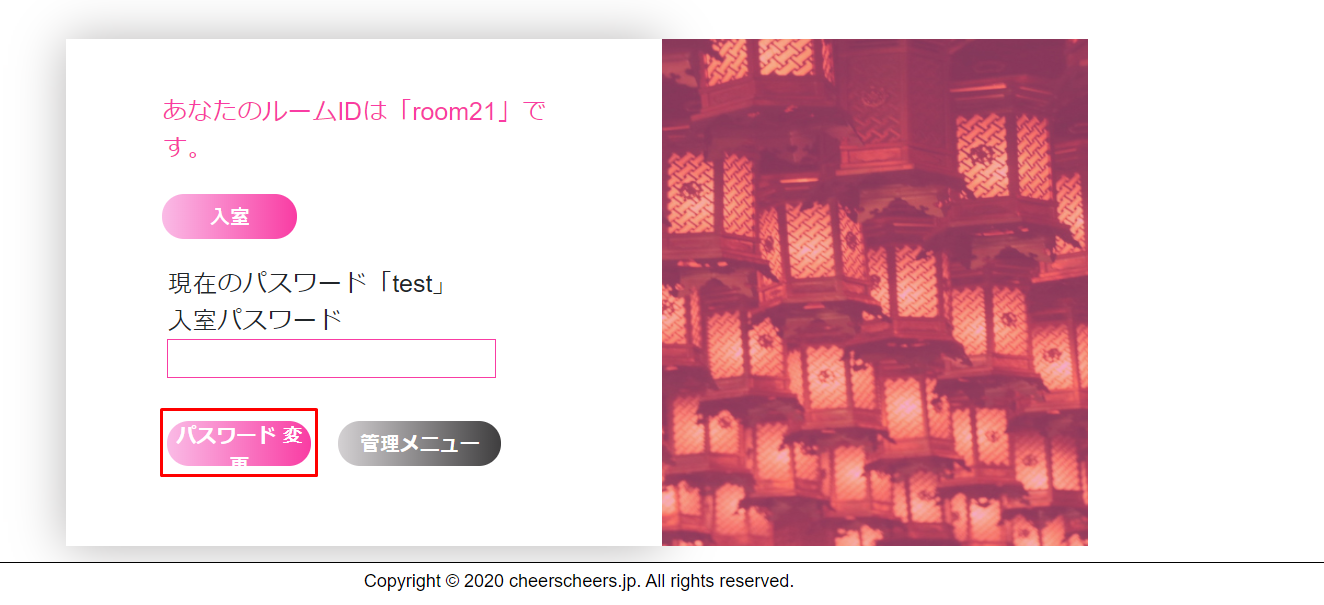 あなたのルームIDは「room21」で
す。
入室
現在のパスワード「test」
入室パスワード
パスワード 変
更
管理メニュー
Copyright © 2020 cheerscheers.jp. All rights reserved.